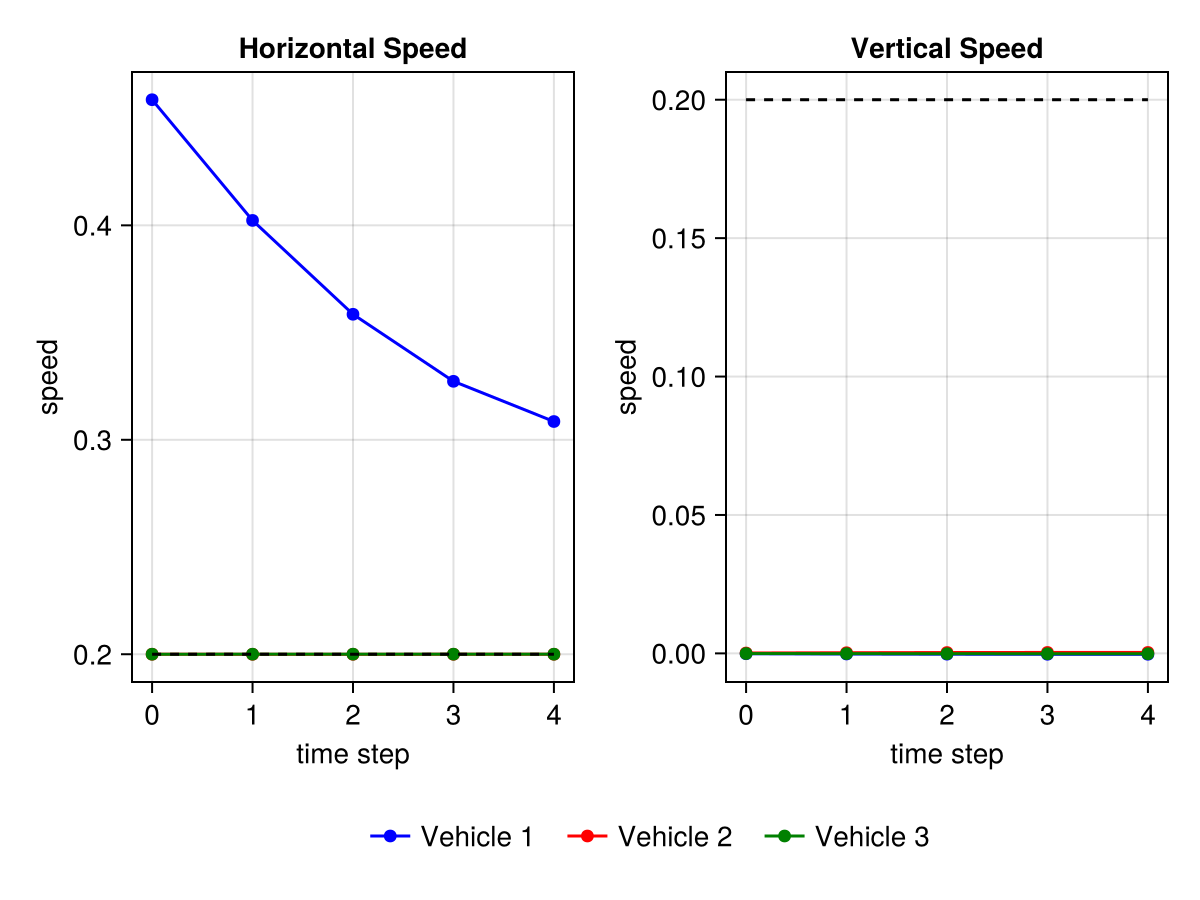 Horizontal Speed
speed
0.4
0.3
0.2
0 1 2 3 4
time step
Vertical Speed
speed
0.20
0.15
0.10
0.05
0.00
0 1 2 3 4
time step
Vehicle 1 Vehicle 2 Vehicle 3